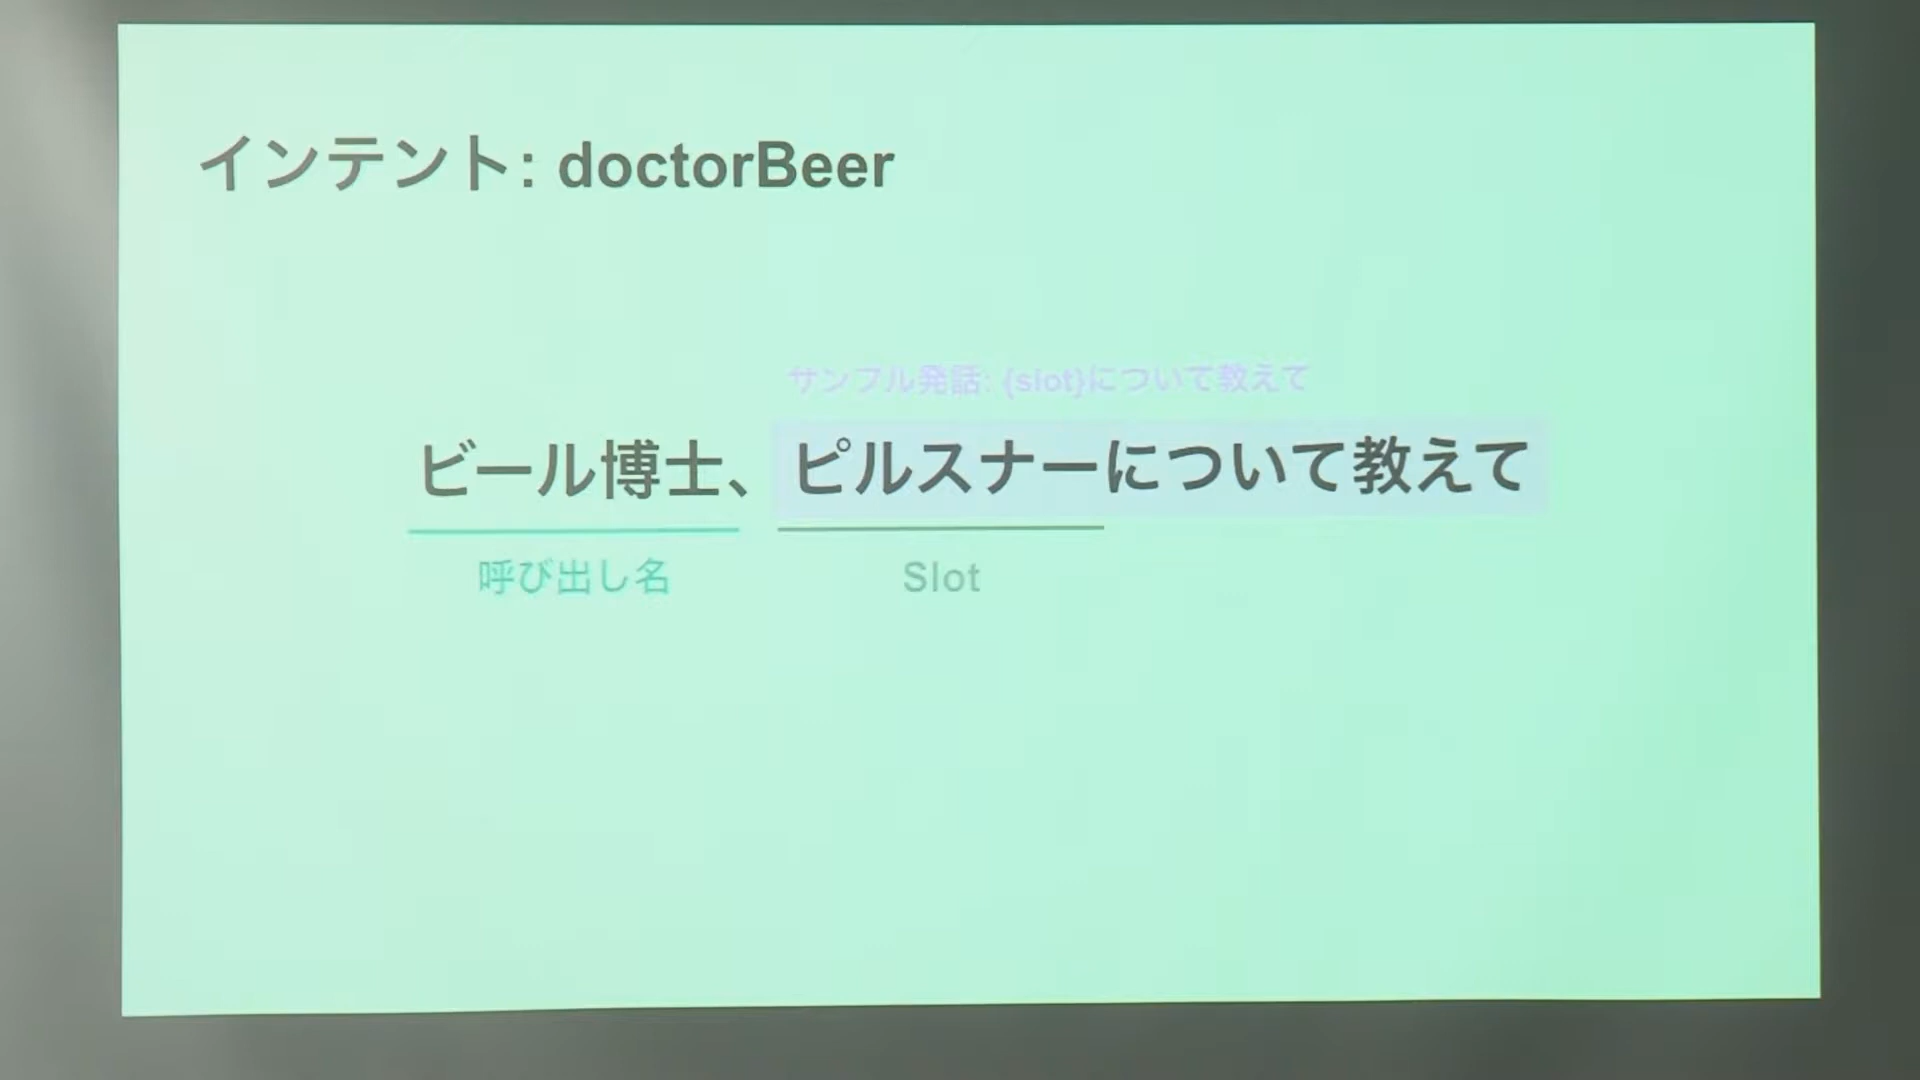 インテント: doctorBeer
サンプル発話: {slot}について教えて
ビール博士、ピルスナーについて教えて
呼び出し名 Slot